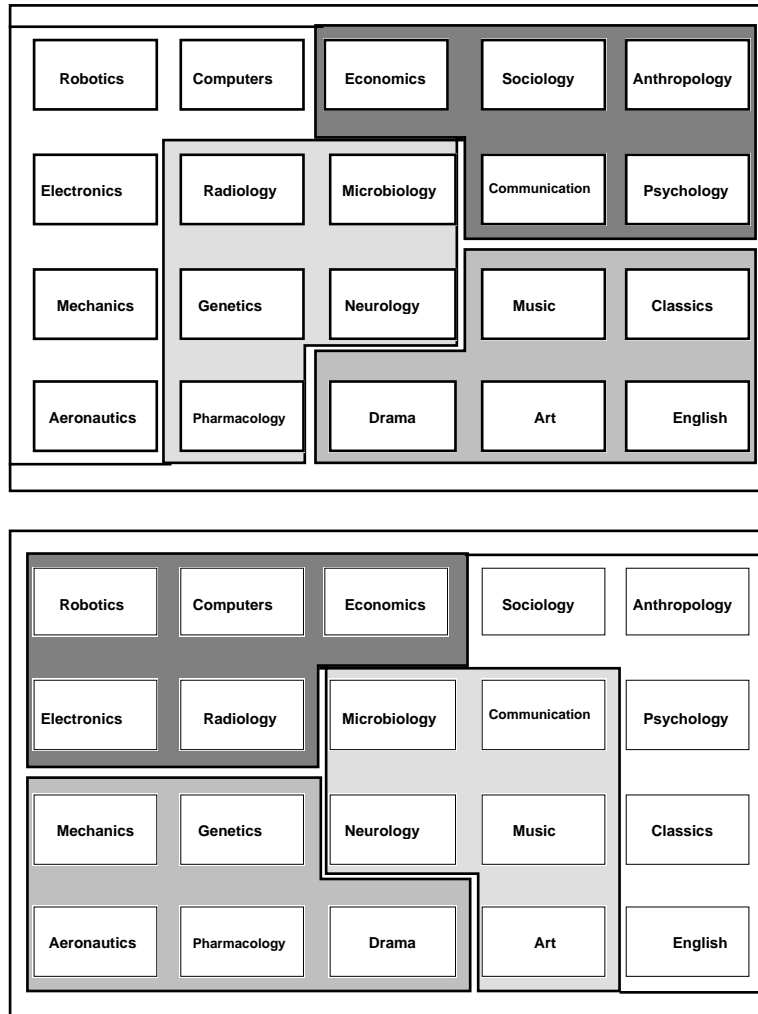 Robotics Computers Economics Sociology Anthropology
Electronics Radiology Microbiology Communication Psychology
Mechanics Genetics Neurology Music Classics
Aeronautics Pharmacology Drama Art English
Robotics Computers Economics Sociology Anthropology
Electronics Radiology Microbiology Communication Psychology
Mechanics Genetics Neurology Music Classics
Aeronautics Pharmacology Drama Art English